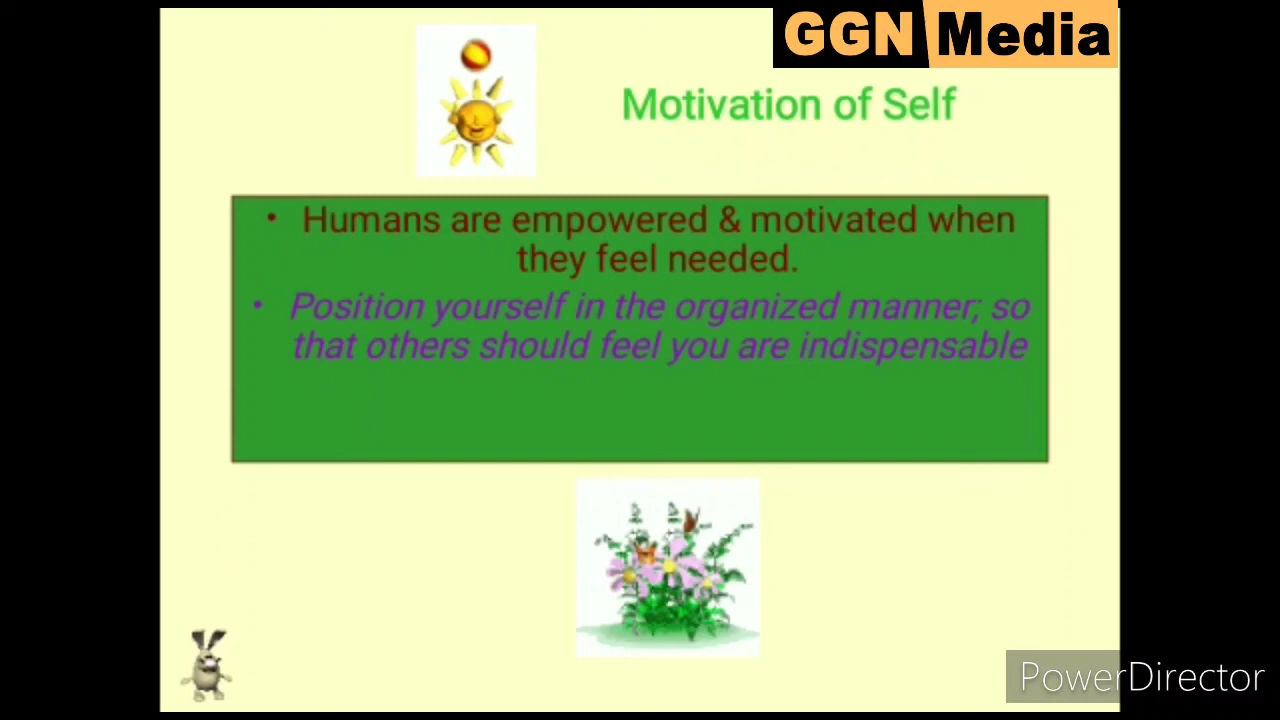 GGN Media
Motivation of Self
• Humans are empowered & motivated when
they feel needed.
• Position yourself in the organized manner; so
that others should feel you are indispensable
PowerDirector